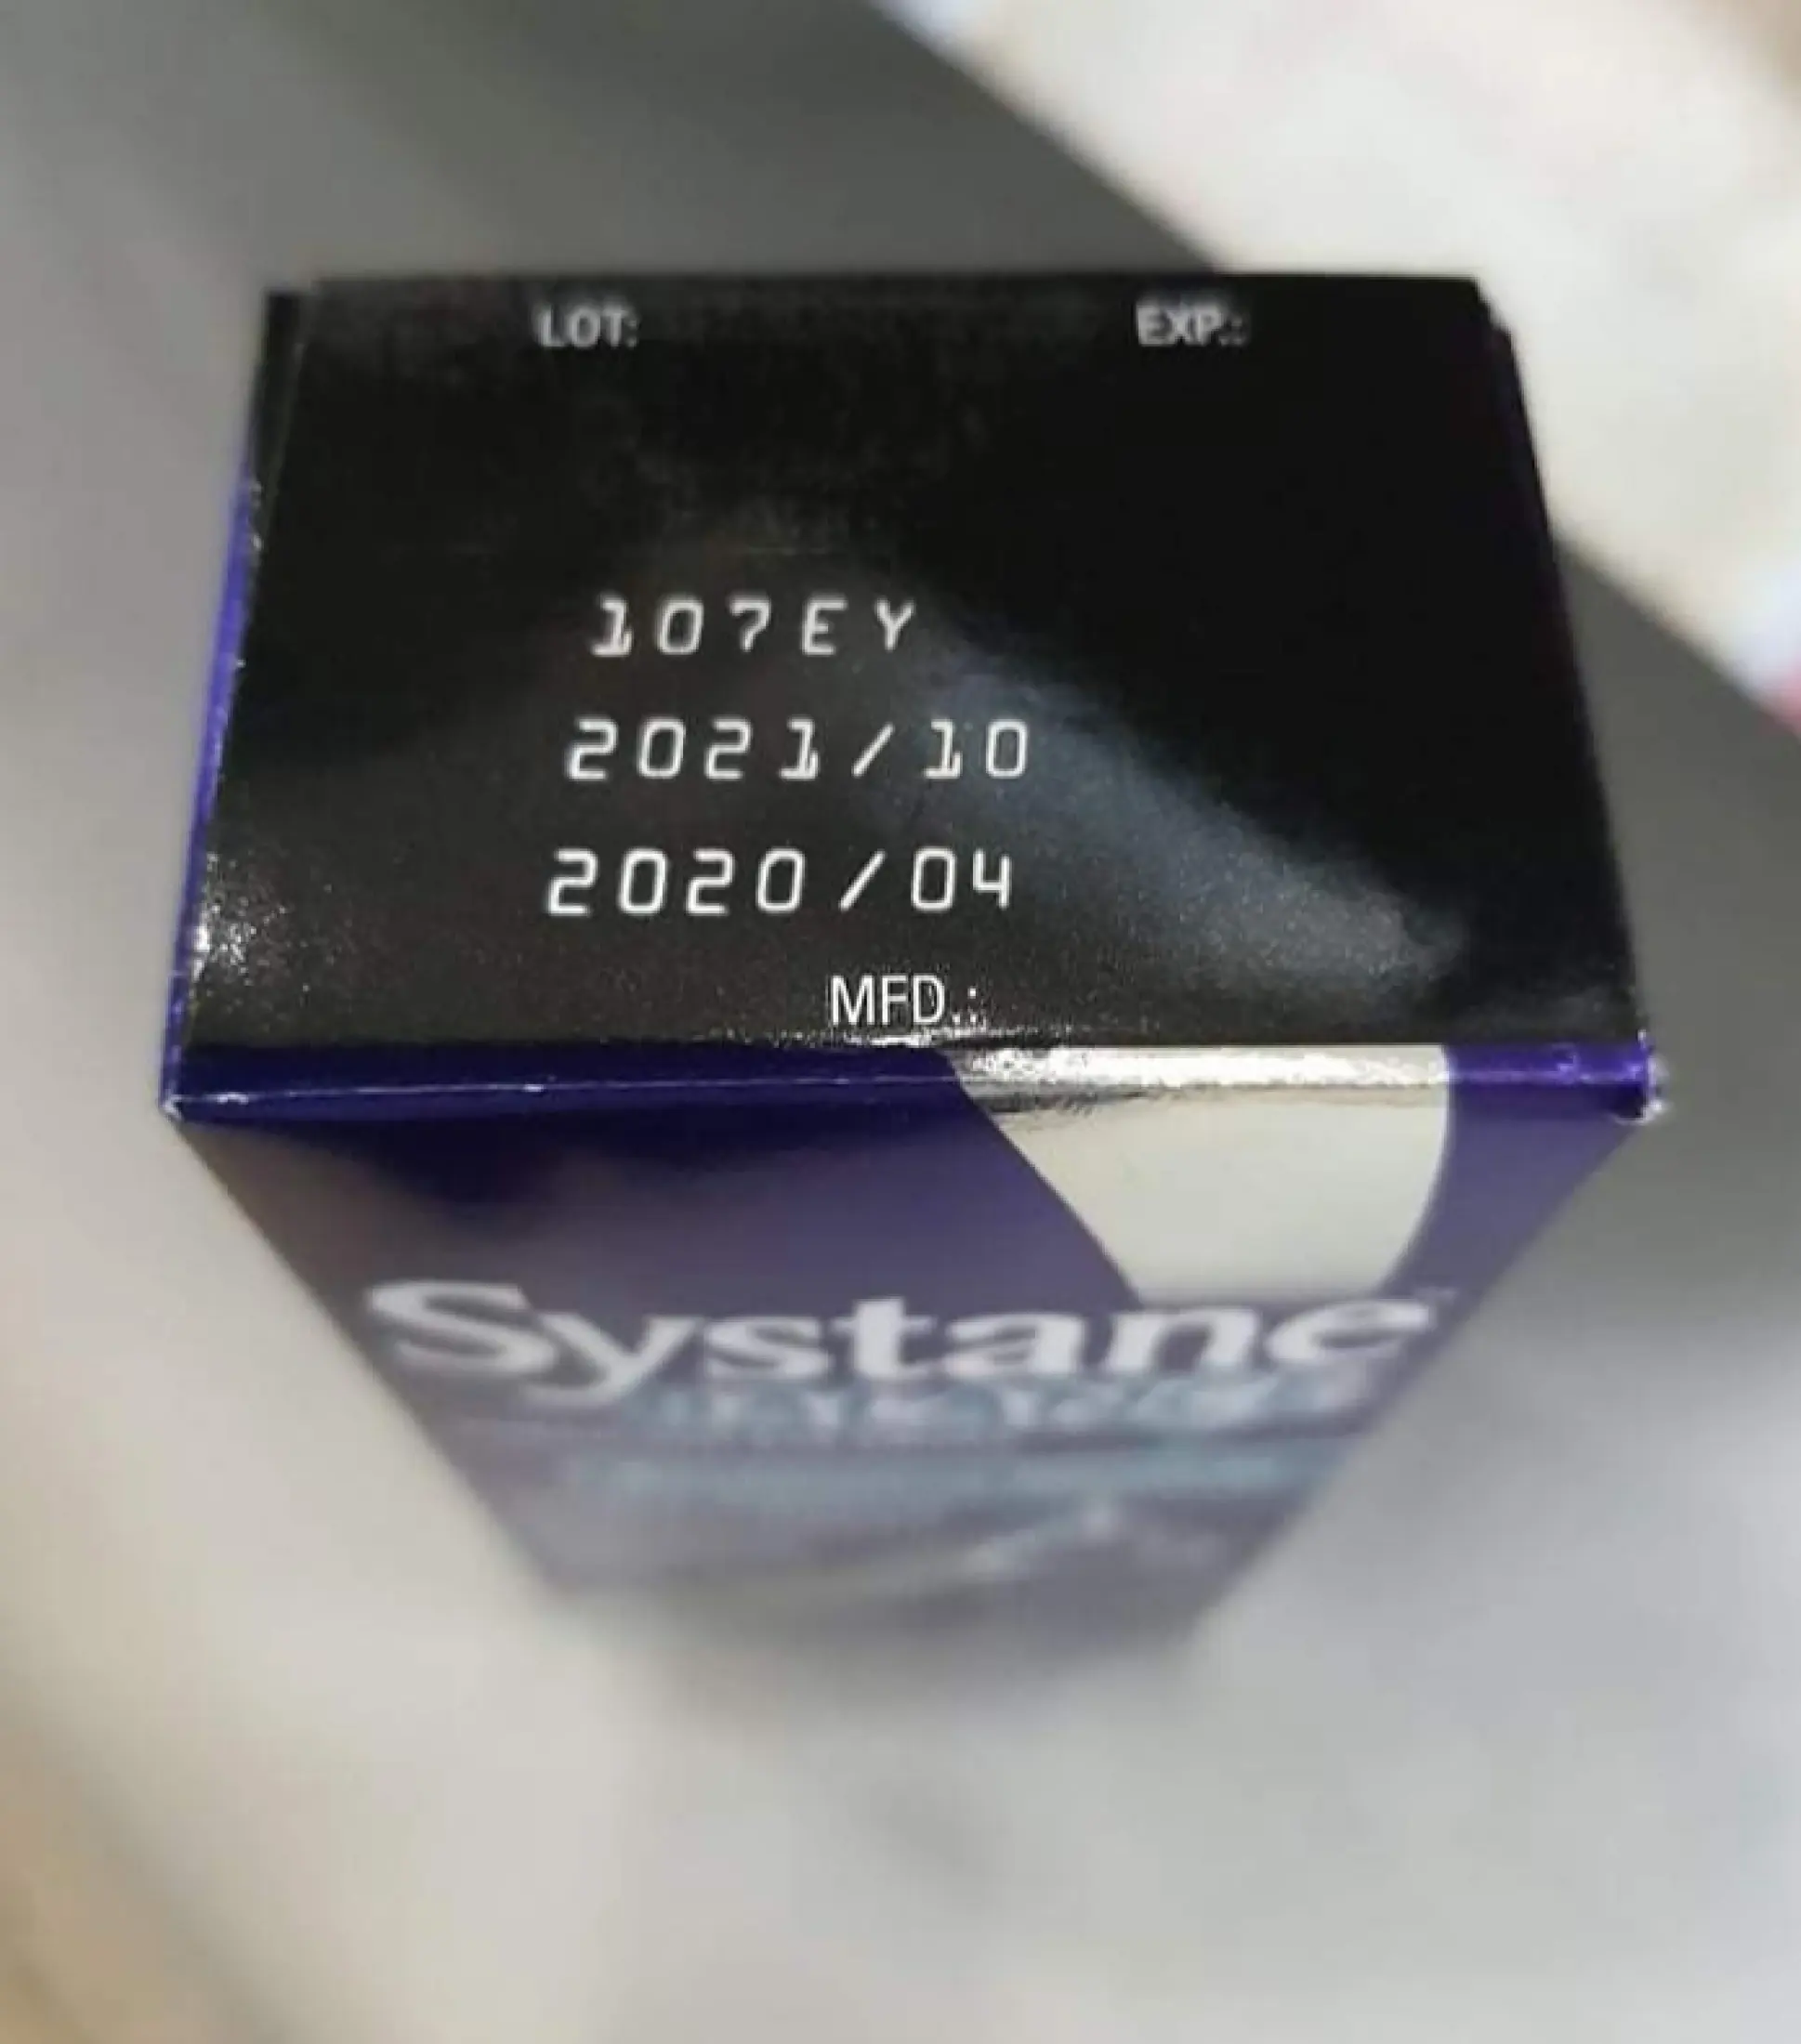 LOT: EXP.:
107EY
2021/10
2020/04
MFD.:
Systane